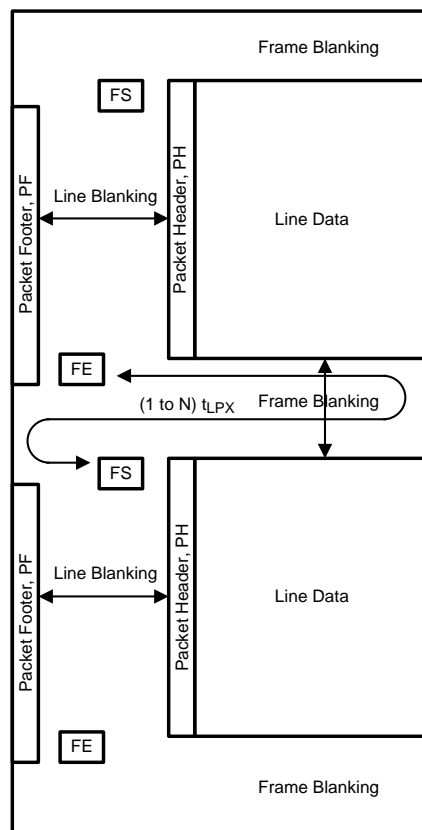 Frame Blanking
FS
Packet Footer, PF
Line Blanking
Packet Header, PH
Line Data
FE
(1 to N) tLPX
Frame Blanking
FS
Packet Footer, PF
Line Blanking
Packet Header, PH
Line Data
FE
Frame Blanking